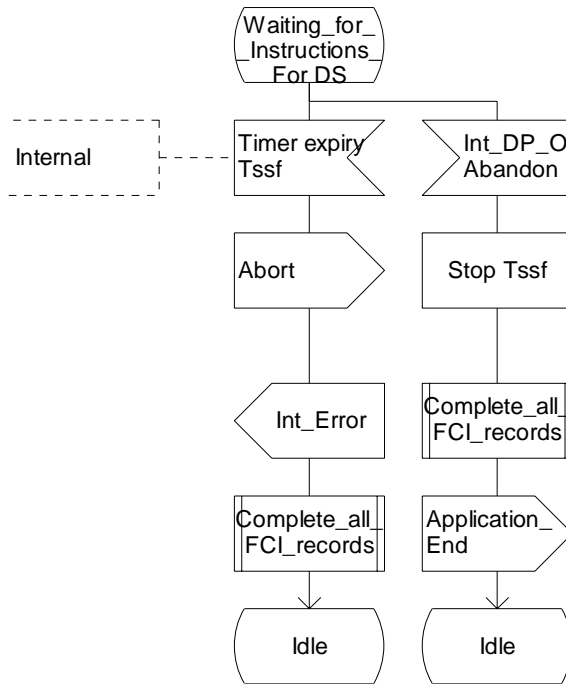 Waiting_for_
_Instructions_
For DS
Internal
Timer expiry
Tssf
Int_DP_O
Abandon
Abort
Stop Tssf
Int_Error
Complete_all_
FCI_records
Complete_all_
FCI_records
Application_
End
Idle
Idle